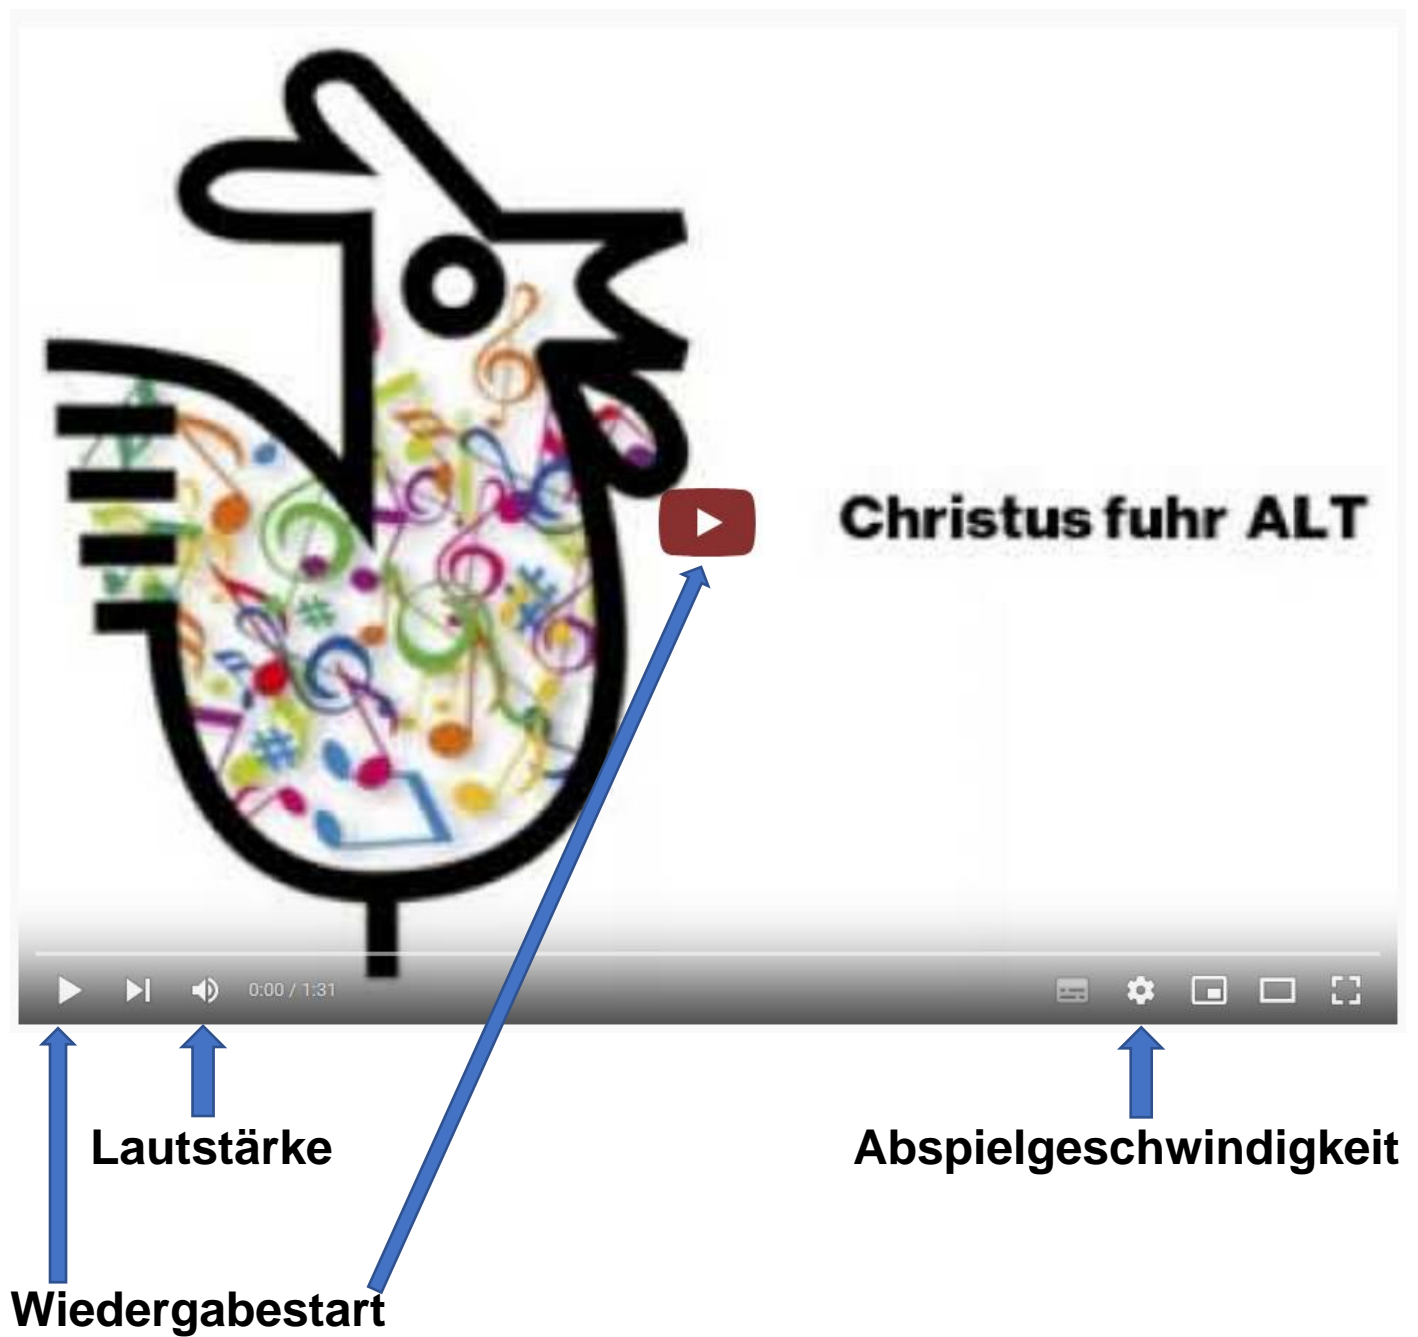 Christus fuhr ALT
0:00 / 1:31
Lautstärke
Abspielgeschwindigkeit
Wiedergabestart